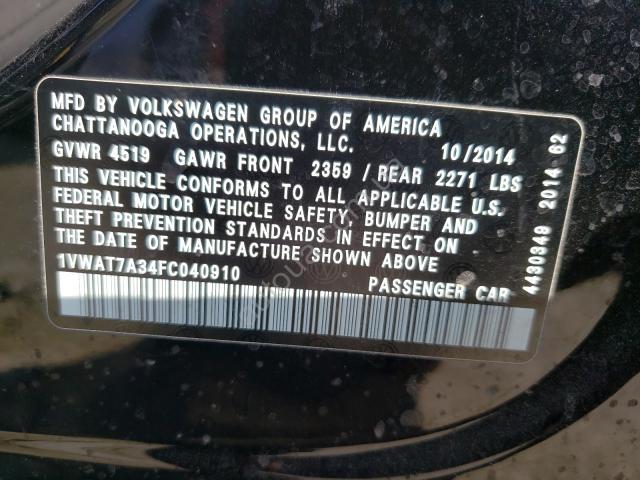 MFD BY VOLKSWAGEN GROUP OF AMERICA
CHATTANOOGA OPERATIONS, LLC. 10/2014
GVWR 4519 GAWR FRONT 2359 / REAR 2271 LBS
THIS VEHICLE CONFORMS TO ALL APPLICABLE U.S.
FEDERAL MOTOR VEHICLE SAFETY, BUMPER AND
THEFT PREVENTION STANDARDS IN EFFECT ON
THE DATE OF MANUFACTURE SHOWN ABOVE
1VWAT7A34FC040910 PASSENGER CAR
4430949 2014 62